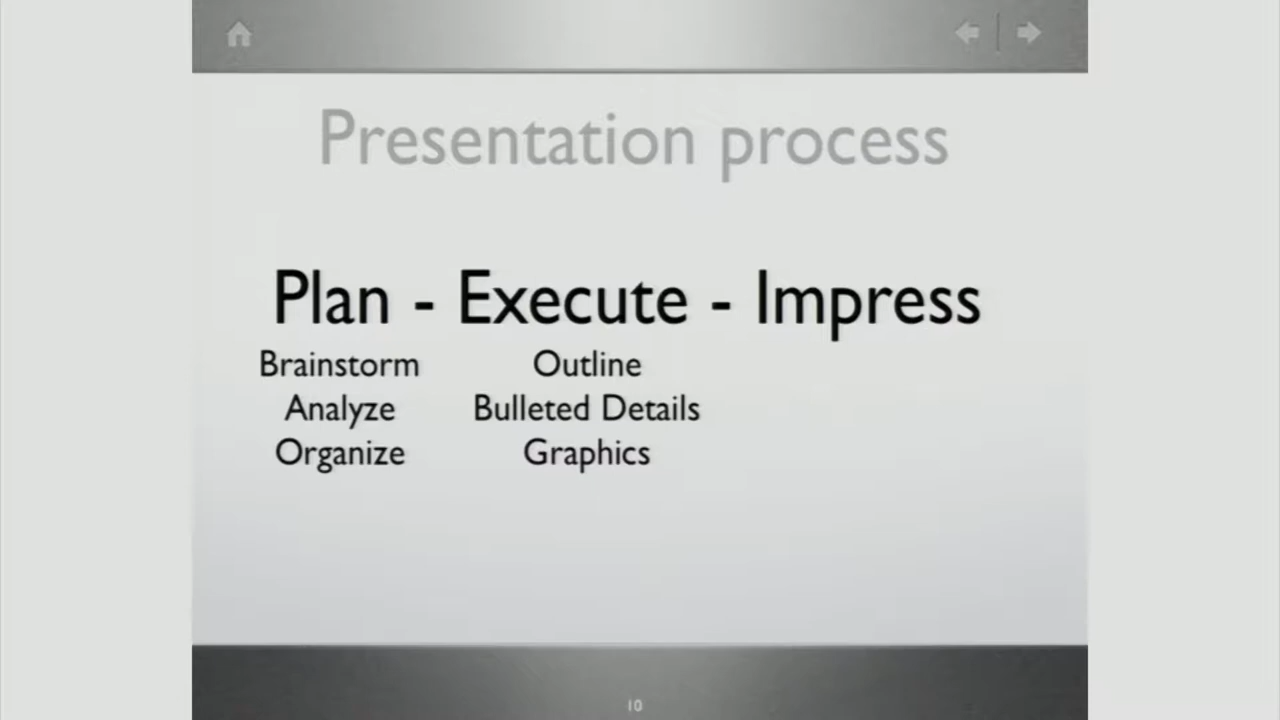 Presentation process
Plan - Execute - Impress
Brainstorm Outline
Analyze Bulleted Details
Organize Graphics
10